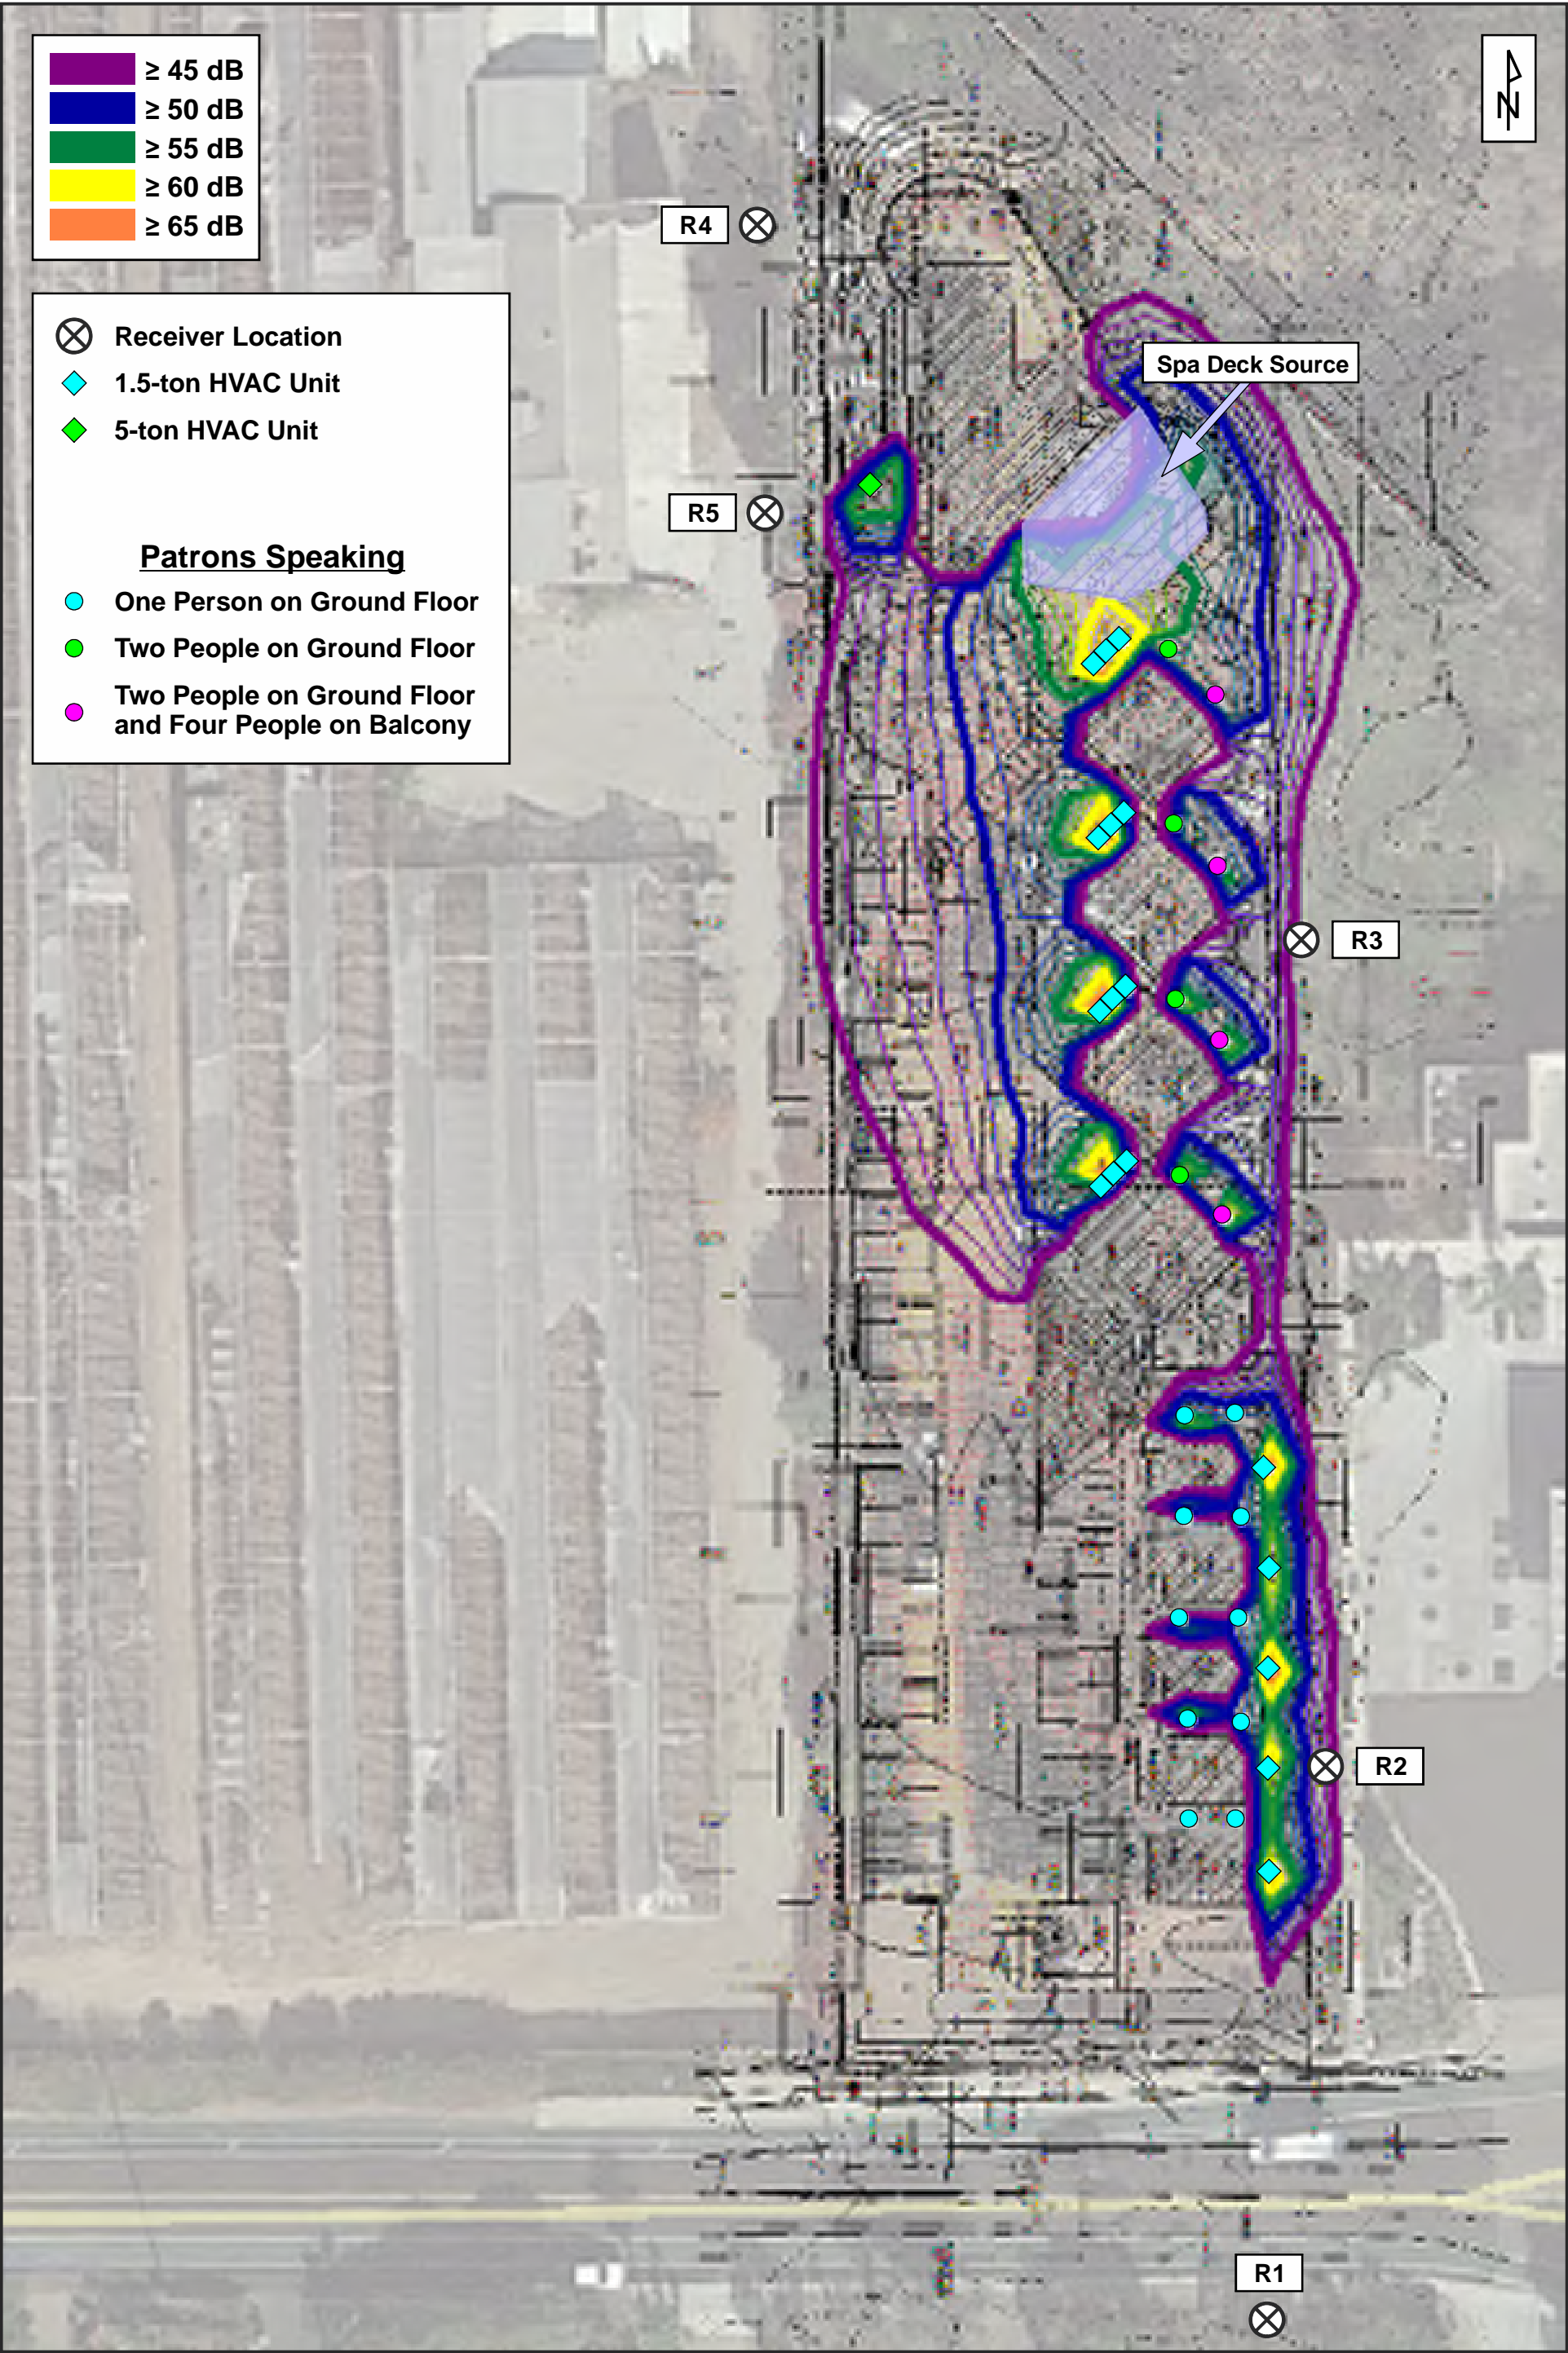 ≥ 45 dB
≥ 50 dB
≥ 55 dB
≥ 60 dB
≥ 65 dB
N
Receiver Location
1.5-ton HVAC Unit
5-ton HVAC Unit
Patrons Speaking
One Person on Ground Floor
Two People on Ground Floor
Two People on Ground Floor
and Four People on Balcony
R4
Spa Deck Source
R5
R3
R2
R1